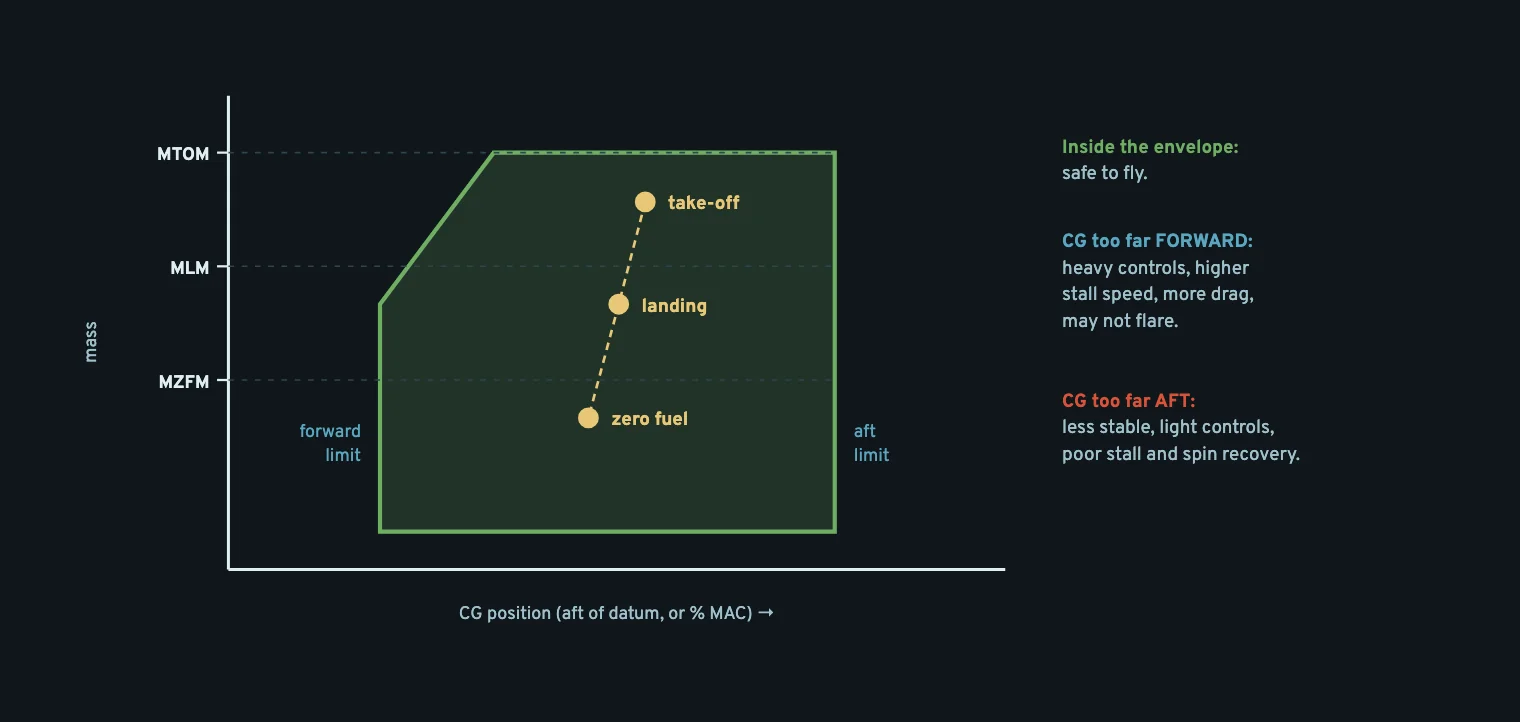 MTOM
MLM
MZFM
mass
take-off
landing
zero fuel
forward
limit
aft
limit
CG position (aft of datum, or % MAC) →
Inside the envelope:
safe to fly.
CG too far FORWARD:
heavy controls, higher
stall speed, more drag,
may not flare.
CG too far AFT:
less stable, light controls,
poor stall and spin recovery.